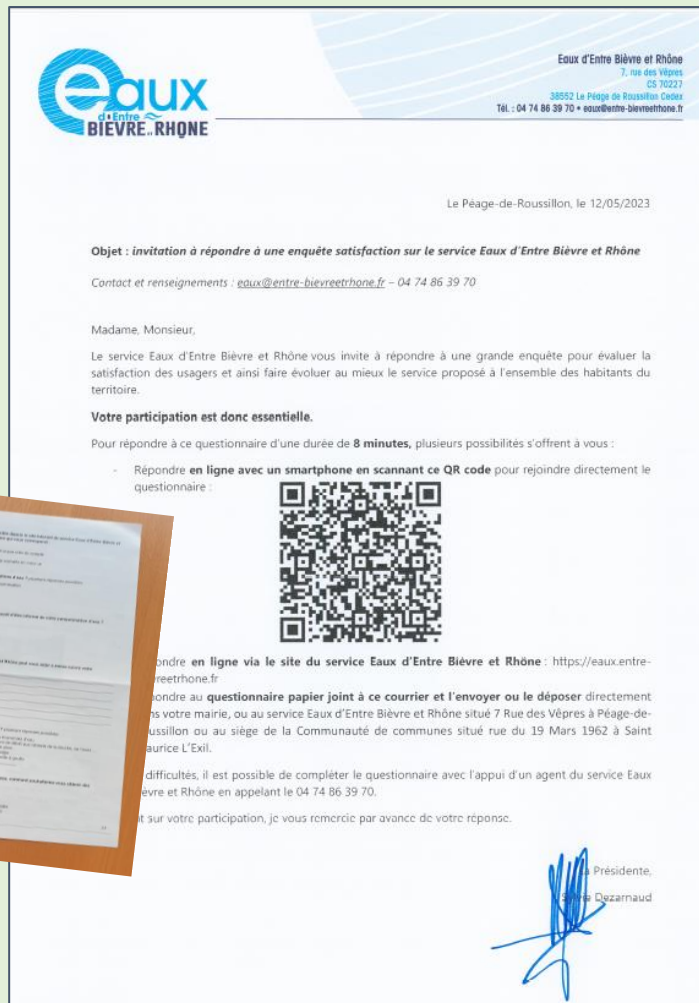 eaux
d'Entre
BIEVRE ET RHONE
Eaux d'Entre Bièvre et Rhône
7, rue des Vêpres
CS 70227
38552 Le Péage de Roussillon Cedex
Tél. : 04 74 86 39 70 • eaux@entre-bievreetrhone.fr
Le Péage-de-Roussillon, le 12/05/2023
Objet : invitation à répondre à une enquête satisfaction sur le service Eaux d'Entre Bièvre et Rhône
Contact et renseignements : eaux@entre-bievreetrhone.fr – 04 74 86 39 70
Madame, Monsieur,
Le service Eaux d'Entre Bièvre et Rhône vous invite à répondre à une grande enquête pour évaluer la
satisfaction des usagers et ainsi faire évoluer au mieux le service proposé à l'ensemble des habitants du
territoire.
Votre participation est donc essentielle.
Pour répondre à ce questionnaire d'une durée de 8 minutes, plusieurs possibilités s'offrent à vous :
- Répondre en ligne avec un smartphone en scannant ce QR code pour rejoindre directement le
questionnaire :
ondre en ligne via le site du service Eaux d'Entre Bièvre et Rhône : https://eaux.entre-
reetrhone.fr
ondre au questionnaire papier joint à ce courrier et l'envoyer ou le déposer directement
ns votre mairie, ou au service Eaux d'Entre Bièvre et Rhône situé 7 Rue des Vêpres à Péage-de-
ussillon ou au siège de la Communauté de communes situé rue du 19 Mars 1962 à Saint
aurice L'Exil.
difficultés, il est possible de compléter le questionnaire avec l'appui d'un agent du service Eaux
èvre et Rhône en appelant le 04 74 86 39 70.
t sur votre participation, je vous remercie par avance de votre réponse.
La Présidente,
Sylvie Dezarnaud